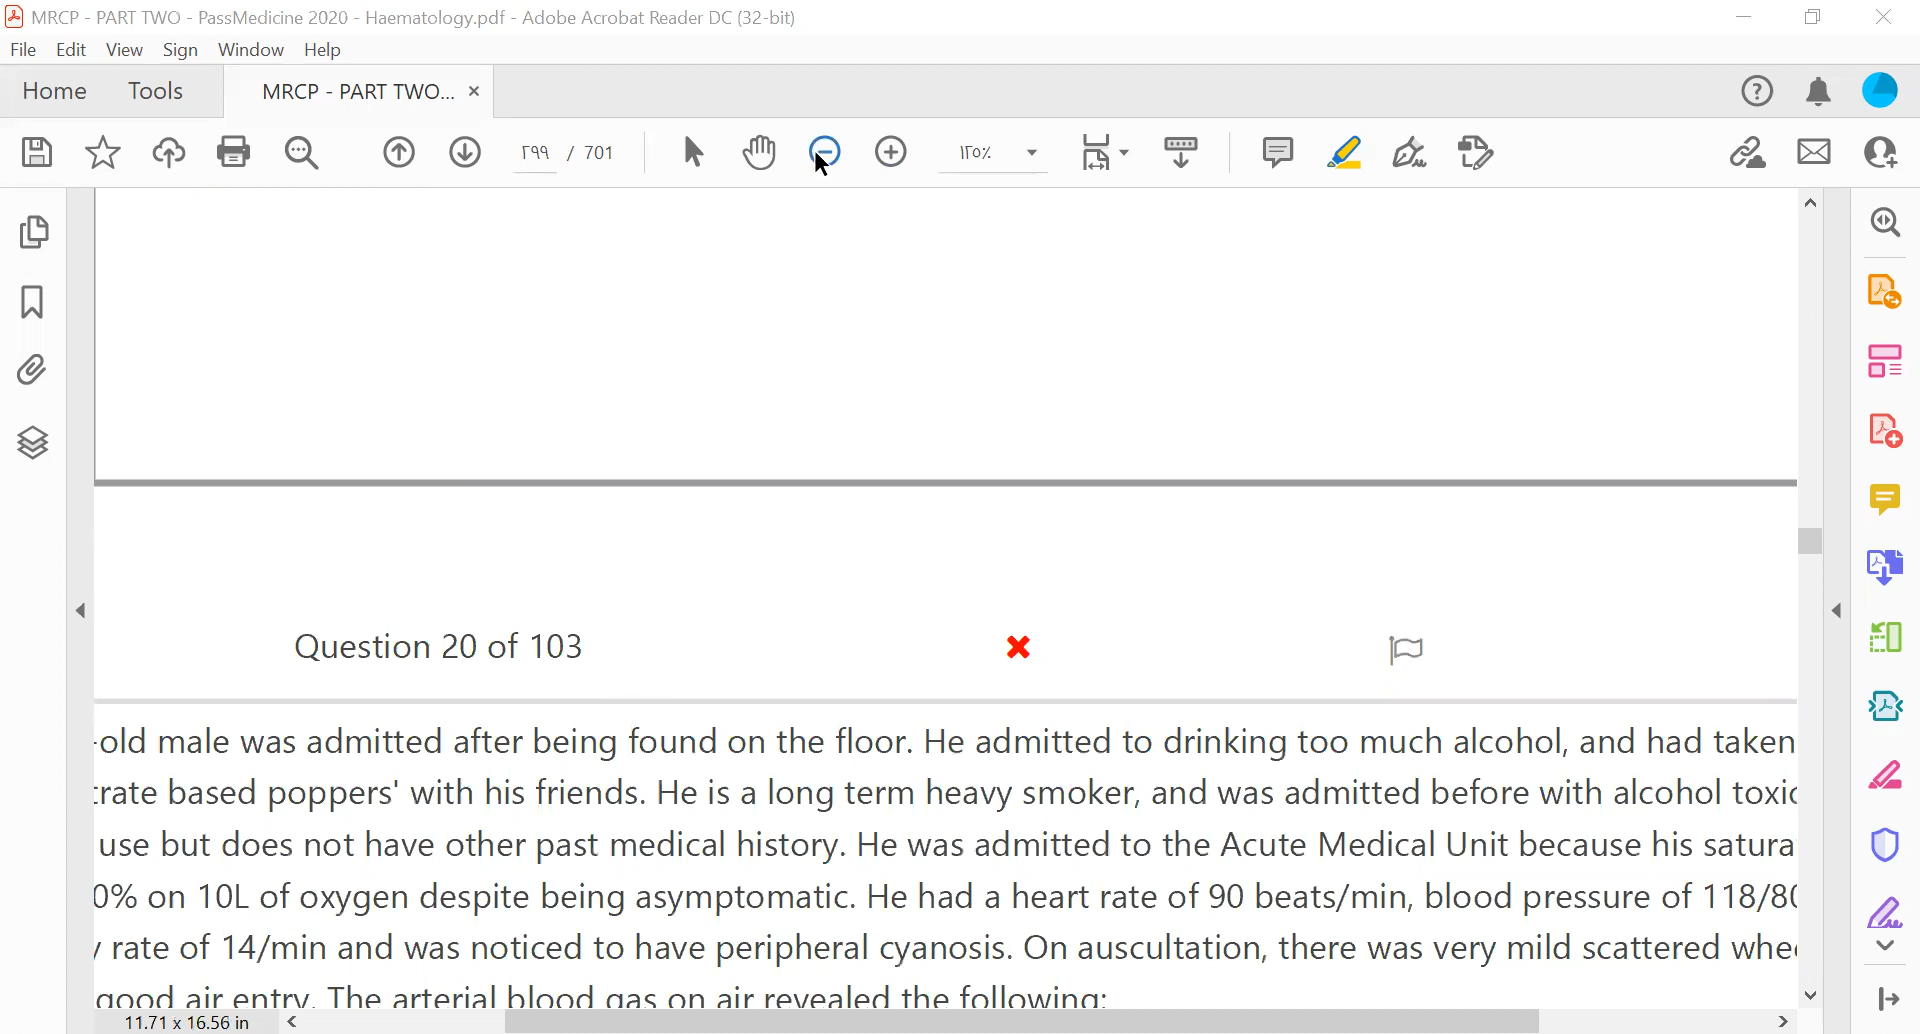 MRCP - PART TWO - PassMedicine 2020 - Haematology.pdf - Adobe Acrobat Reader DC (32-bit)
File Edit View Sign Window Help
Home Tools MRCP - PART TWO...
٢٩٩ / 701 ١٢٥٪
Question 20 of 103
-old male was admitted after being found on the floor. He admitted to drinking too much alcohol, and had taken
trate based poppers' with his friends. He is a long term heavy smoker, and was admitted before with alcohol toxic
use but does not have other past medical history. He was admitted to the Acute Medical Unit because his satura
0% on 10L of oxygen despite being asymptomatic. He had a heart rate of 90 beats/min, blood pressure of 118/80
y rate of 14/min and was noticed to have peripheral cyanosis. On auscultation, there was very mild scattered whe
good air entry. The arterial blood gas on air revealed the following:
11.71 x 16.56 in